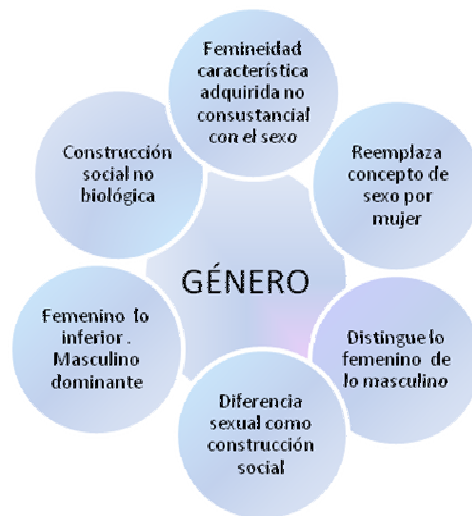 Femineidad
característica
adquirida no
consustancial
con el sexo
Reemplaza
concepto de
sexo por
mujer
Distingue lo
femenino de
lo masculino
Diferencia
sexual como
construcción
social
Femenino lo
inferior .
Masculino
dominante
Construcción
social no
biológica
GÉNERO